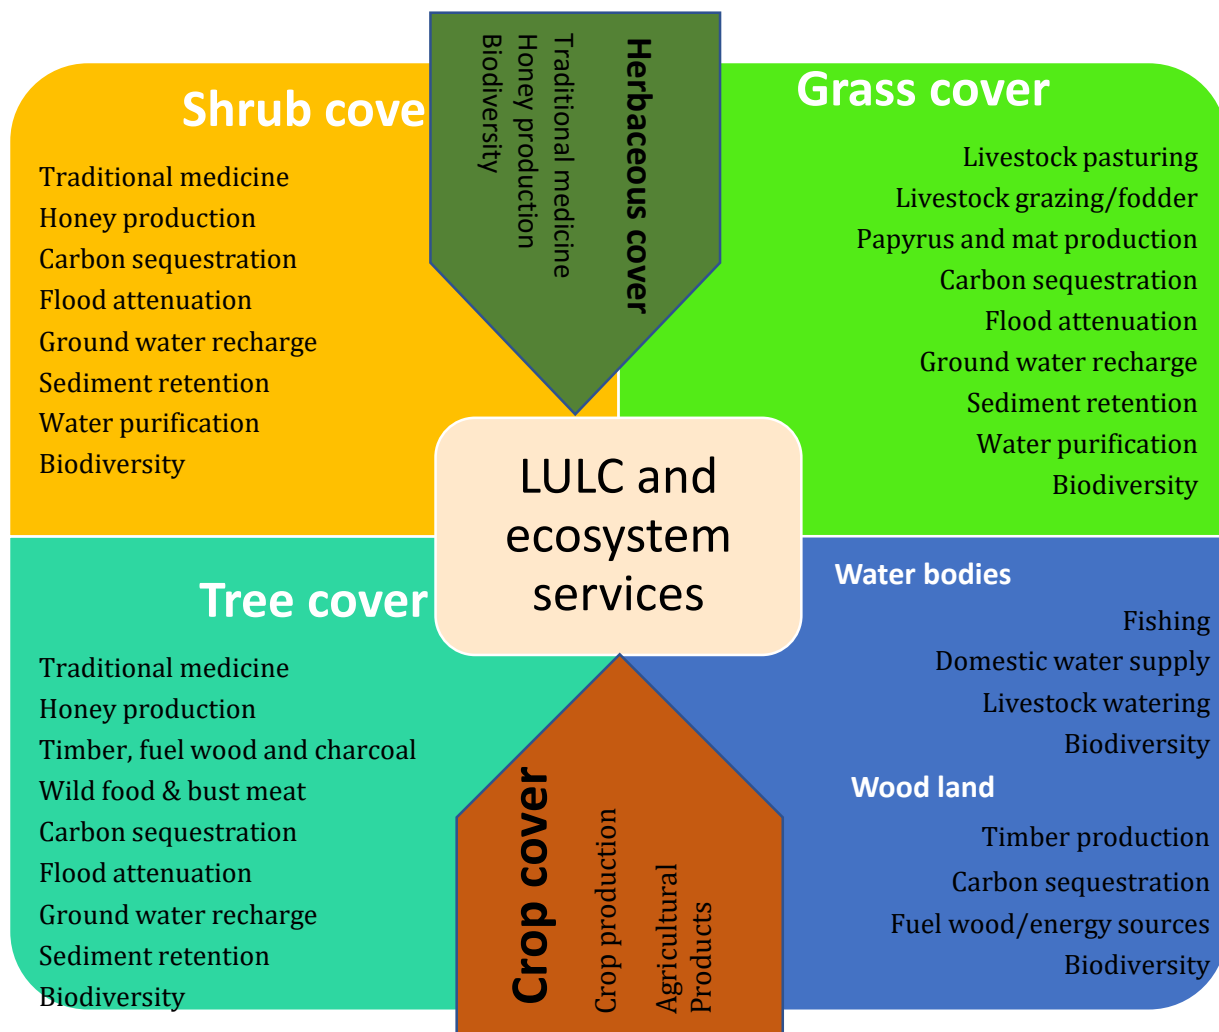 Shrub cove
Traditional medicine
Honey production
Carbon sequestration
Flood attenuation
Ground water recharge
Sediment retention
Water purification
Biodiversity
Herbaceous cover
Traditional medicine
Honey production
Biodiversity
Grass cover
Livestock pasturing
Livestock grazing/fodder
Papyrus and mat production
Carbon sequestration
Flood attenuation
Ground water recharge
Sediment retention
Water purification
Biodiversity
LULC and
ecosystem
services
Tree cover
Traditional medicine
Honey production
Timber, fuel wood and charcoal
Wild food & bust meat
Carbon sequestration
Flood attenuation
Ground water recharge
Sediment retention
Biodiversity
Crop cover
Crop production
Agricultural
Products
Water bodies
Fishing
Domestic water supply
Livestock watering
Biodiversity
Wood land
Timber production
Carbon sequestration
Fuel wood/energy sources
Biodiversity